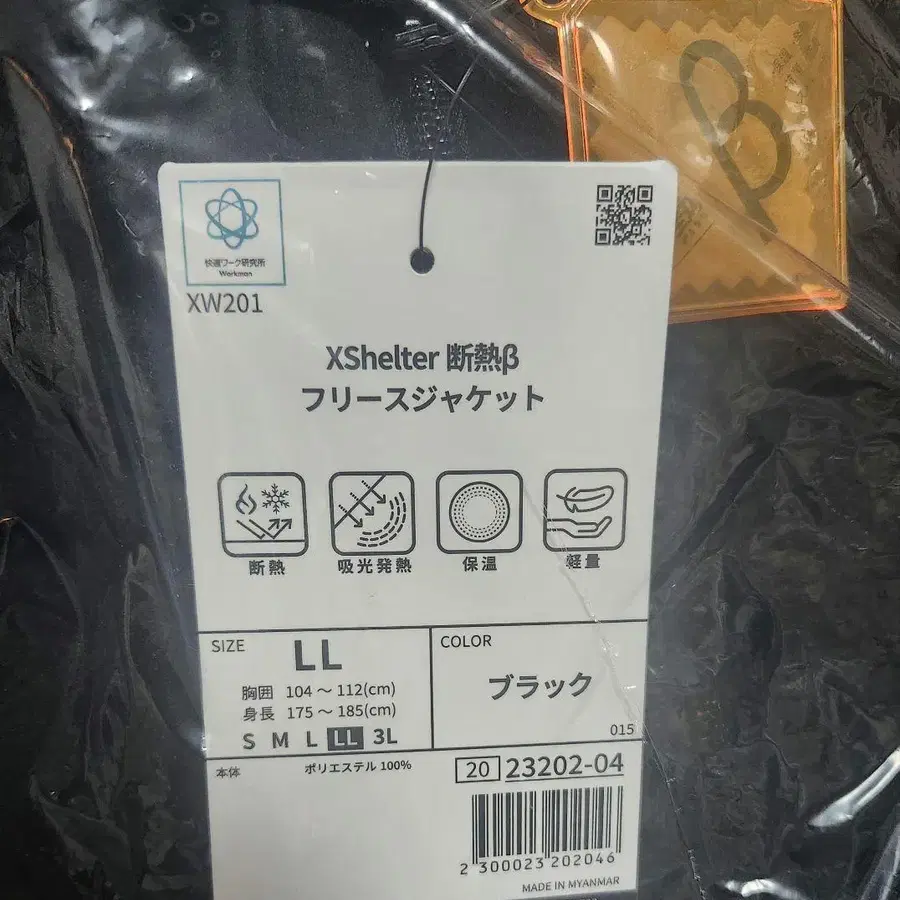 快適ワーク研究所
Workman
XW201
β
XShelter 断熱β
フリースジャケット
断熱
吸光発熱
保温
軽量
SIZE
LL
胸囲 104～112(cm)
身長 175～185(cm)
S M L LL 3L
COLOR
ブラック
015
本体 ポリエステル 100%
20 23202-04
2 300023 202046
MADE IN MYANMAR